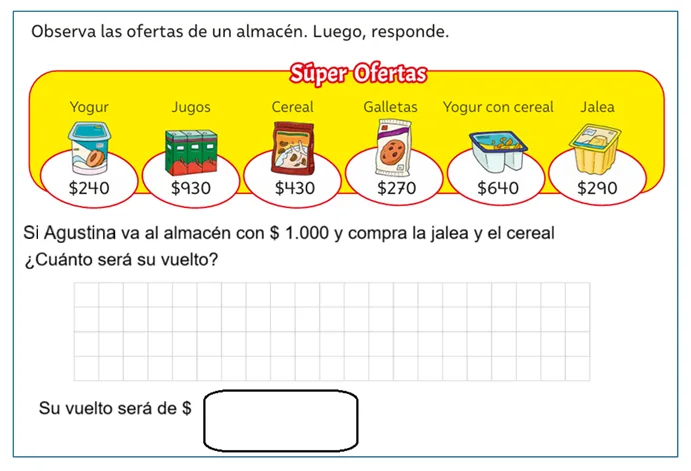 Observa las ofertas de un almacén. Luego, responde.
Súper Ofertas
Yogur Jugos Cereal Galletas Yogur con cereal Jalea
$240 $930 $430 $270 $640 $290
Si Agustina va al almacén con $ 1.000 y compra la jalea y el cereal
¿Cuánto será su vuelto?
Su vuelto será de $